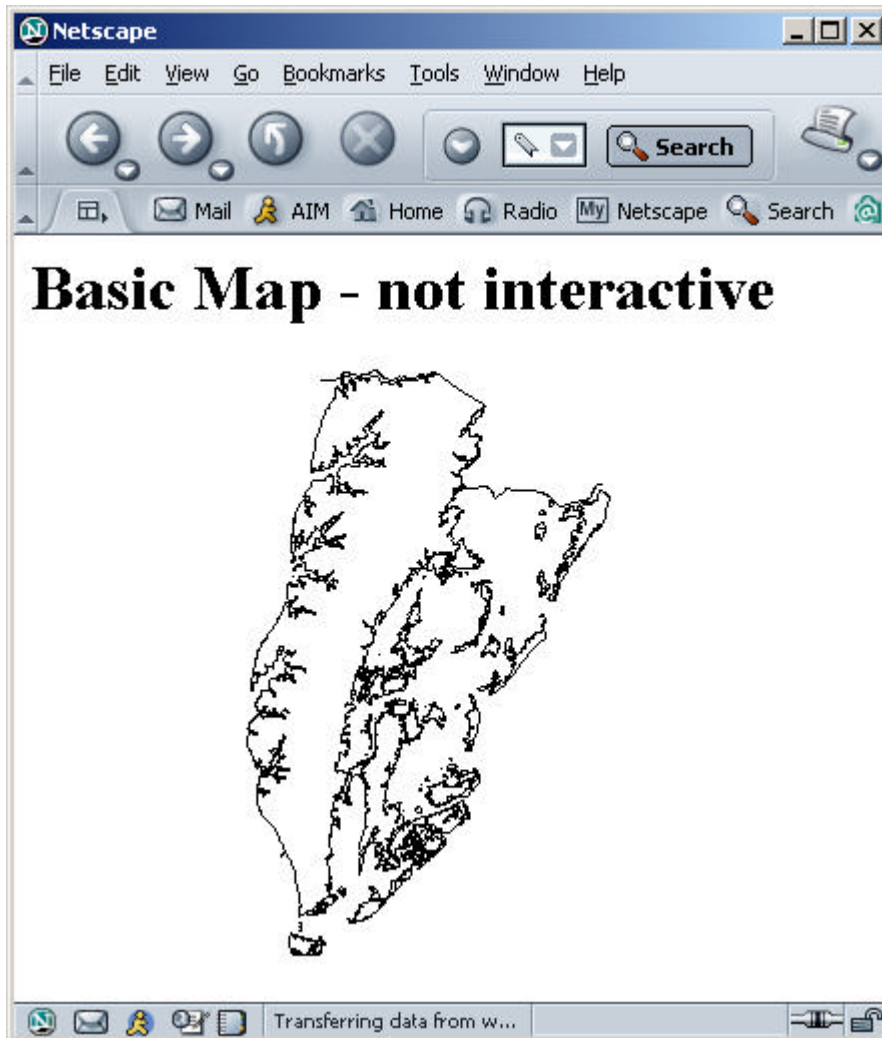 Netscape
File Edit View Go Bookmarks Tools Window Help
Search
Mail AIM Home Radio My Netscape Search
Basic Map - not interactive
Transferring data from w...